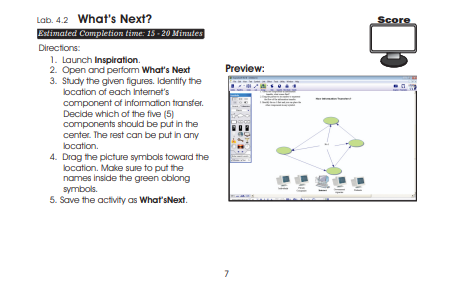 Lab. 4.2 What's Next?
Score
Estimated Completion time: 15 - 20 Minutes
Directions:
1. Launch Inspiration.
2. Open and perform What's Next
3. Study the given figures. Identify the
location of each Internet's
component of information transfer.
Decide which of the five (5)
components should be put in the
center. The rest can be put in any
location.
4. Drag the picture symbols toward the
location. Make sure to put the
names inside the green oblong
symbols.
5. Save the activity as What'sNext.
Preview:
7